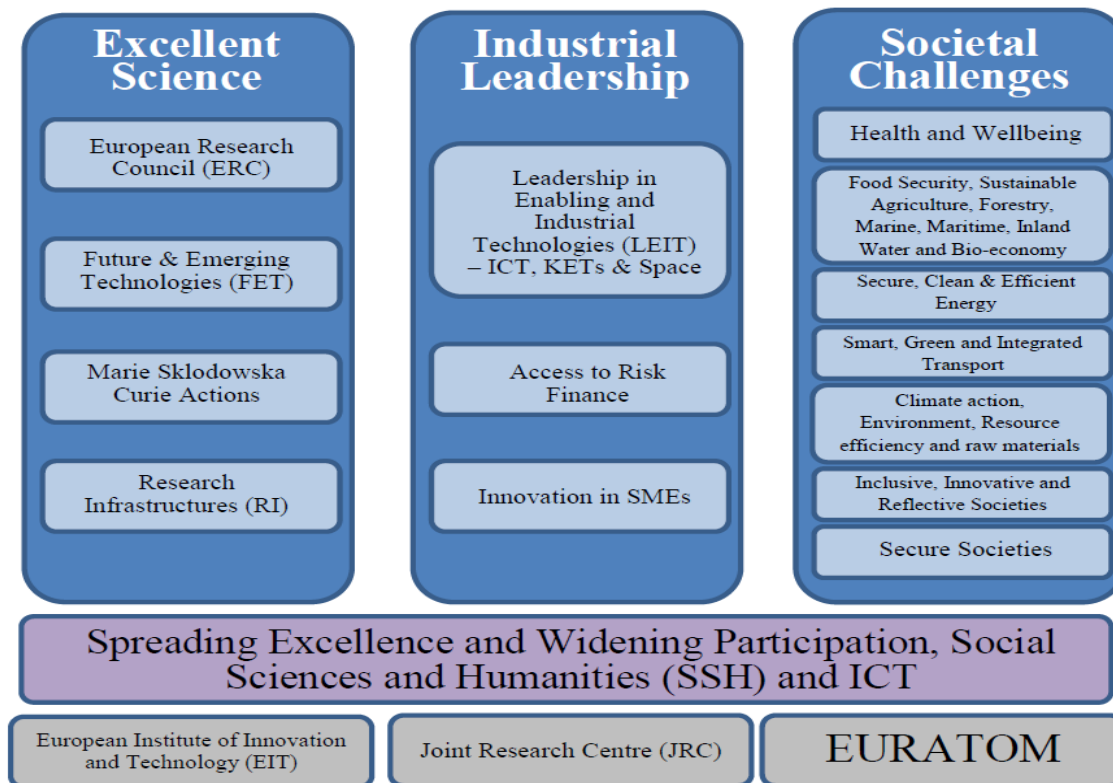 Excellent
Science
European Research
Council (ERC)
Future & Emerging
Technologies (FET)
Marie Sklodowska
Curie Actions
Research
Infrastructures (RI)
Industrial
Leadership
Leadership in
Enabling and
Industrial
Technologies (LEIT)
– ICT, KETs & Space
Access to Risk
Finance
Innovation in SMEs
Societal
Challenges
Health and Wellbeing
Food Security, Sustainable
Agriculture, Forestry,
Marine, Maritime, Inland
Water and Bio-economy
Secure, Clean & Efficient
Energy
Smart, Green and Integrated
Transport
Climate action,
Environment, Resource
efficiency and raw materials
Inclusive, Innovative and
Reflective Societies
Secure Societies
Spreading Excellence and Widening Participation, Social
Sciences and Humanities (SSH) and ICT
European Institute of Innovation
and Technology (EIT)
Joint Research Centre (JRC)
EURATOM